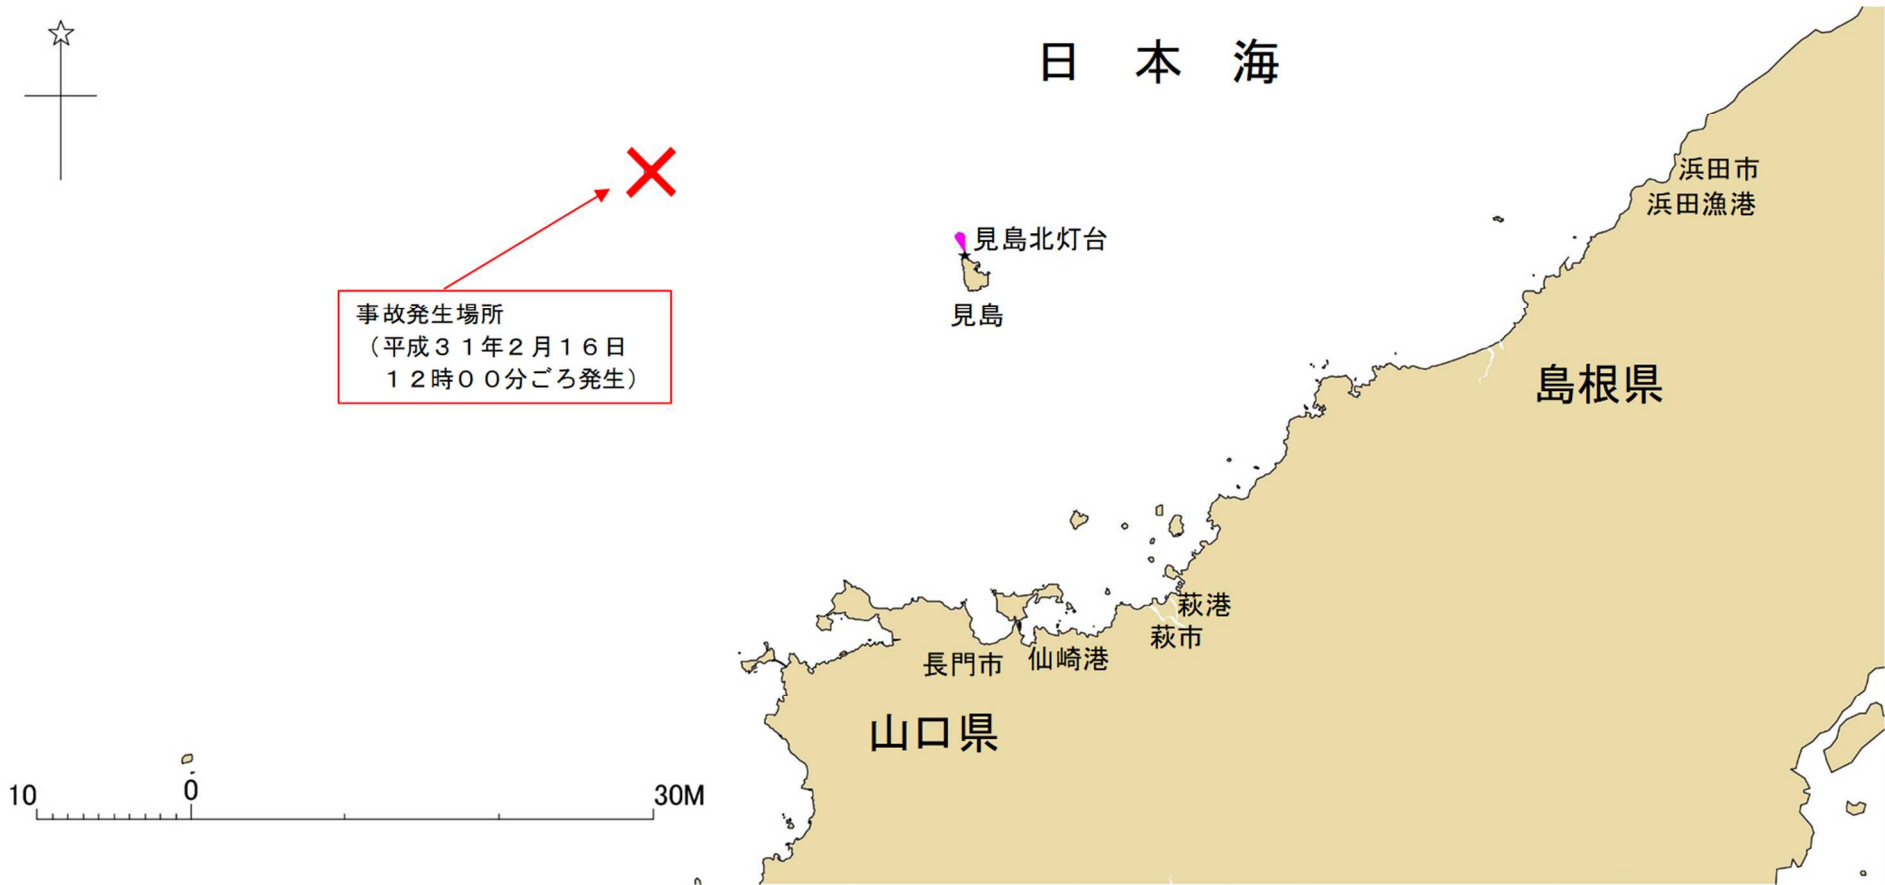 日 本 海
浜田市
浜田漁港
見島北灯台
見島
事故発生場所
（平成３１年２月１６日
１２時００分ごろ発生）
島根県
萩港
萩市
仙崎港
長門市
山口県
10 0 30M